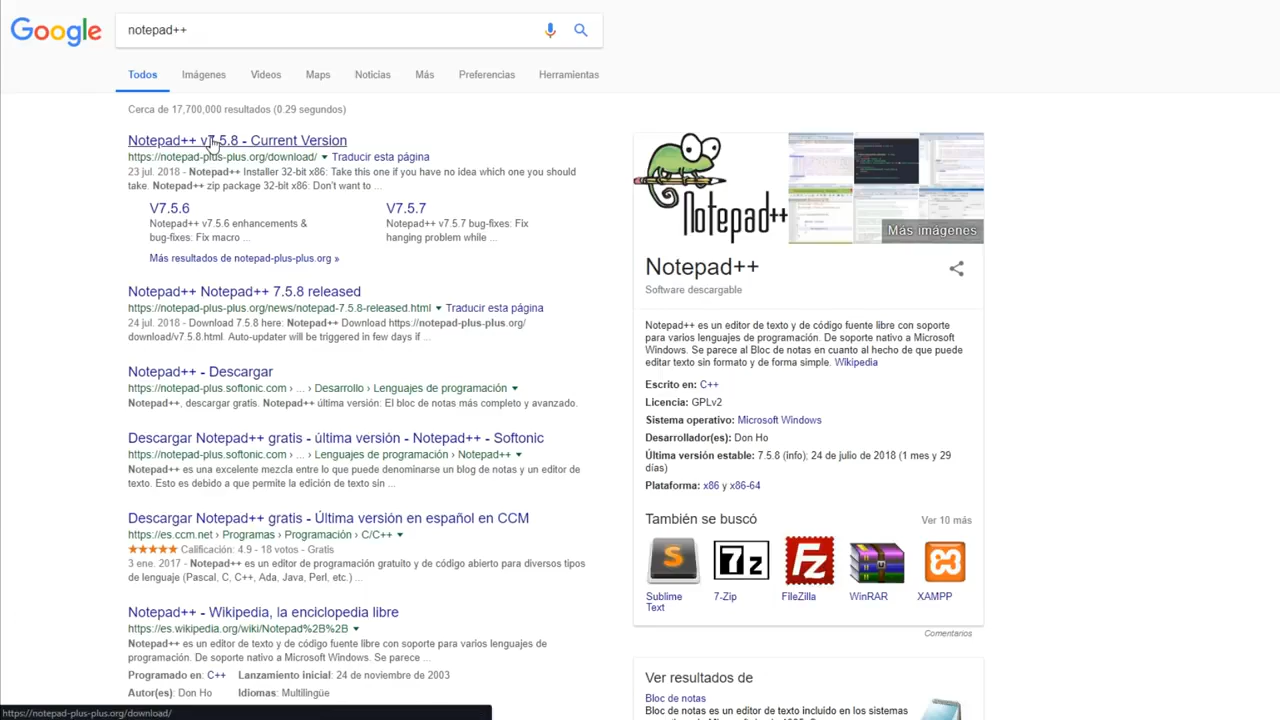 Google
notepad++
Todos
Imágenes
Videos
Maps
Noticias
Más
Preferencias
Herramientas
Cerca de 17,700,000 resultados (0.29 segundos)
Notepad++ v7.5.8 - Current Version
https://notepad-plus-plus.org/download/ Traducir esta página
23 jul. 2018 - Notepad++ Installer 32-bit x86: Take this one if you have no idea which one you should
take. Notepad++ zip package 32-bit x86: Don't want to ...
V7.5.6
Notepad++ v7.5.6 enhancements &
bug-fixes: Fix macro ...
V7.5.7
Notepad++ v7.5.7 bug-fixes: Fix
hanging problem while ...
Más resultados de notepad-plus-plus.org »
Notepad++ Notepad++ 7.5.8 released
https://notepad-plus-plus.org/news/notepad-7.5.8-released.html Traducir esta página
24 jul. 2018 - Download 7.5.8 here: Notepad++ Download https://notepad-plus-plus.org/
download/v7.5.8.html. Auto-updater will be triggered in few days if ...
Notepad++ - Descargar
https://notepad-plus.softonic.com › ... › Desarrollo › Lenguajes de programación
Notepad++, descargar gratis. Notepad++ última versión: El bloc de notas más completo y avanzado.
Descargar Notepad++ gratis - última versión - Notepad++ - Softonic
https://notepad-plus.softonic.com › ... › Lenguajes de programación › Notepad++
Notepad++ es una excelente mezcla entre lo que puede denominarse un blog de notas y un editor de
texto. Esto es debido a que permite la edición de texto sin ...
Descargar Notepad++ gratis - Última versión en español en CCM
https://es.ccm.net › Programas › Programación › C/C++
Calificación: 4.9 - 18 votos - Gratis
3 ene. 2017 - Notepad++ es un editor de programación gratuito y de código abierto para diversos tipos
de lenguaje (Pascal, C, C++, Ada, Java, Perl, etc.) ...
Notepad++ - Wikipedia, la enciclopedia libre
https://es.wikipedia.org/wiki/Notepad%2B%2B
Notepad++ es un editor de texto y de código fuente libre con soporte para varios lenguajes de
programación. De soporte nativo a Microsoft Windows. Se parece ...
Programado en: C++ Lanzamiento inicial: 24 de noviembre de 2003
Autor(es): Don Ho Idiomas: Multilingüe
https://notepad-plus-plus.org/download/
Notepad++
Más imágenes
Notepad++
Software descargable
Notepad++ es un editor de texto y de código fuente libre con soporte
para varios lenguajes de programación. De soporte nativo a Microsoft
Windows. Se parece al Bloc de notas en cuanto al hecho de que puede
editar texto sin formato y de forma simple. Wikipedia
Escrito en: C++
Licencia: GPLv2
Sistema operativo: Microsoft Windows
Desarrollador(es): Don Ho
Última versión estable: 7.5.8 (info); 24 de julio de 2018 (1 mes y 29
días)
Plataforma: x86 y x86-64
También se buscó
Ver 10 más
S
7z
Fz
Sublime
Text
7-Zip
FileZilla
WinRAR
XAMPP
Comentarios
Ver resultados de
Bloc de notas
Bloc de notas es un editor de texto incluido en los sistemas